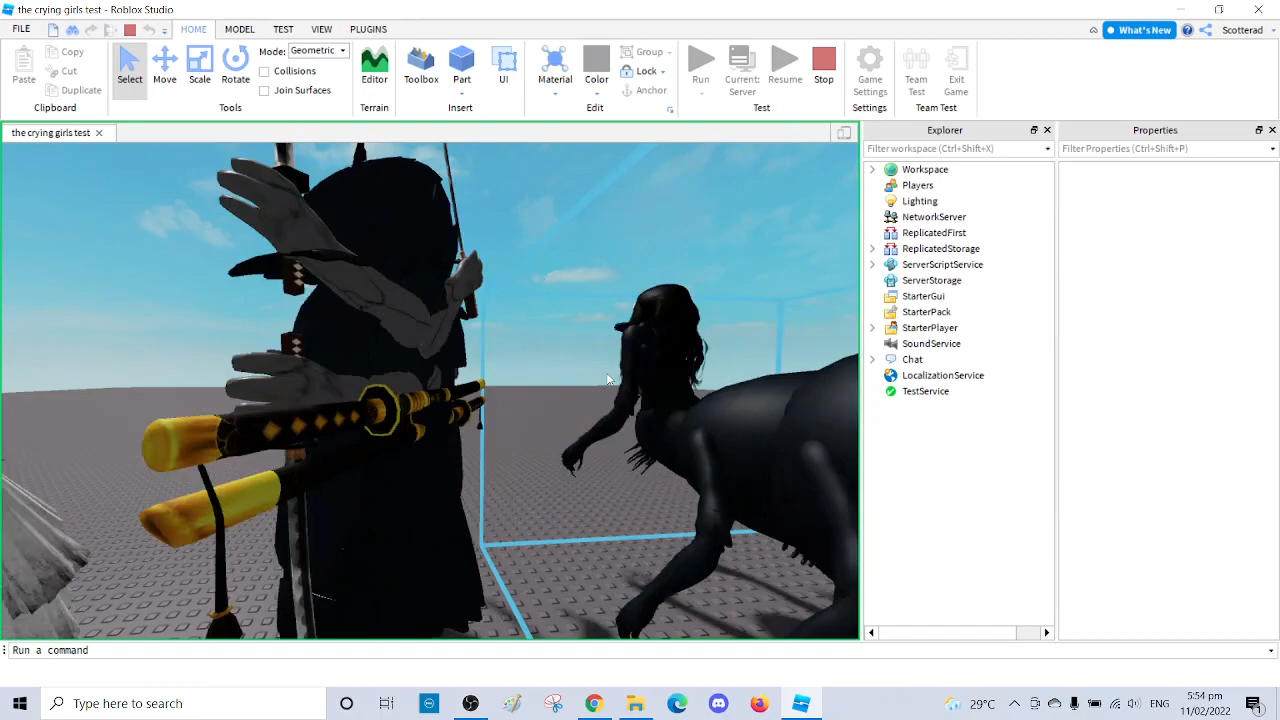 the crying girls test - Roblox Studio
FILE HOME MODEL TEST VIEW PLUGINS What's New Scotterad
Paste Copy Cut Duplicate
Select Move Scale Rotate
Mode: Geometric
Collisions
Join Surfaces
Editor Toolbox Part UI
Material Color Group Lock Anchor
Run Current: Server Resume Stop
Game Settings Team Test Exit Game
Clipboard Tools Terrain Insert Edit Test Settings Team Test
the crying girls test
Explorer Properties
Filter workspace (Ctrl+Shift+X) Filter Properties (Ctrl+Shift+P)
Workspace
Players
Lighting
NetworkServer
ReplicatedFirst
ReplicatedStorage
ServerScriptService
ServerStorage
StarterGui
StarterPack
StarterPlayer
SoundService
Chat
LocalizationService
TestService
Run a command
Type here to search 29°C ENG 5:54 pm
11/02/2022